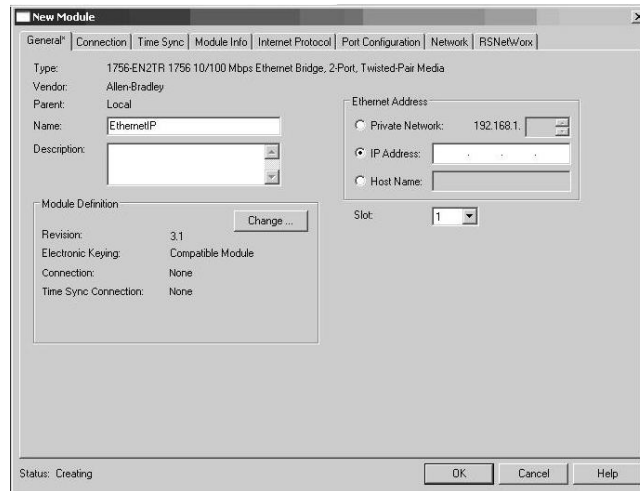 New Module
General* Connection Time Sync Module Info Internet Protocol Port Configuration Network RSNetWorx
Type: 1756-EN2TR 1756 10/100 Mbps Ethernet Bridge, 2-Port, Twisted-Pair Media
Vendor: Allen-Bradley
Parent: Local
Name: EthernetIP
Description:
Ethernet Address
Private Network: 192.168.1.
IP Address: . . .
Host Name:
Slot: 1
Module Definition
Change ...
Revision: 3.1
Electronic Keying: Compatible Module
Connection: None
Time Sync Connection: None
Status: Creating
OK Cancel Help